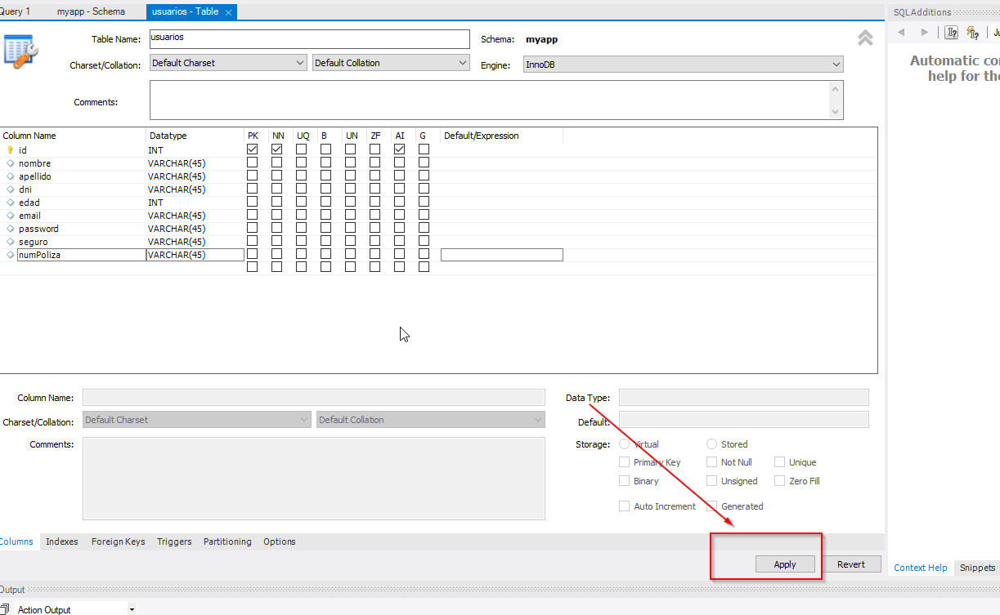 Query 1 myapp - Schema usuarios - Table SQLAdditions
Table Name: usuarios Schema: myapp
Charset/Collation: Default Charset Default Collation Engine: InnoDB
Automatic
help for the
Comments:
Column Name Datatype PK NN UQ B UN ZF AI G Default/Expression
id INT
nombre VARCHAR(45)
apellido VARCHAR(45)
dni VARCHAR(45)
edad INT
email VARCHAR(45)
password VARCHAR(45)
seguro VARCHAR(45)
numPoliza VARCHAR(45)
Column Name: Data Type:
Charset/Collation: Default Charset Default Collation Default:
Comments: Storage: Virtual Stored
Primary Key Not Null Unique
Binary Unsigned Zero Fill
Auto Increment Generated
Columns Indexes Foreign Keys Triggers Partitioning Options
Apply Revert Context Help Snippets
Output
Action Output